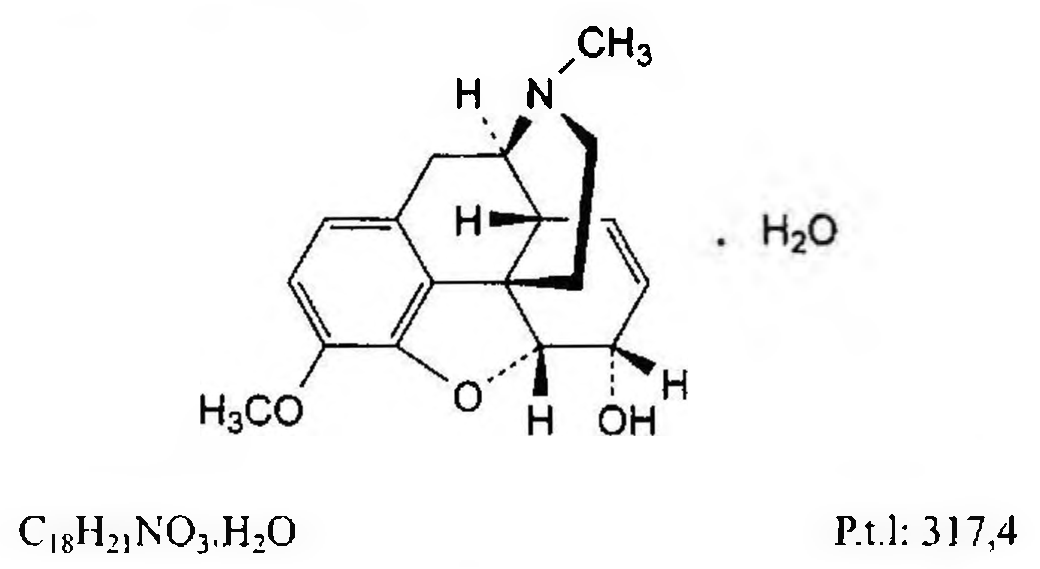 CH₃
H N
H . H₂O
O H
H₃CO H OH
C₁₈H₂₁NO₃.H₂O P.t.l: 317,4